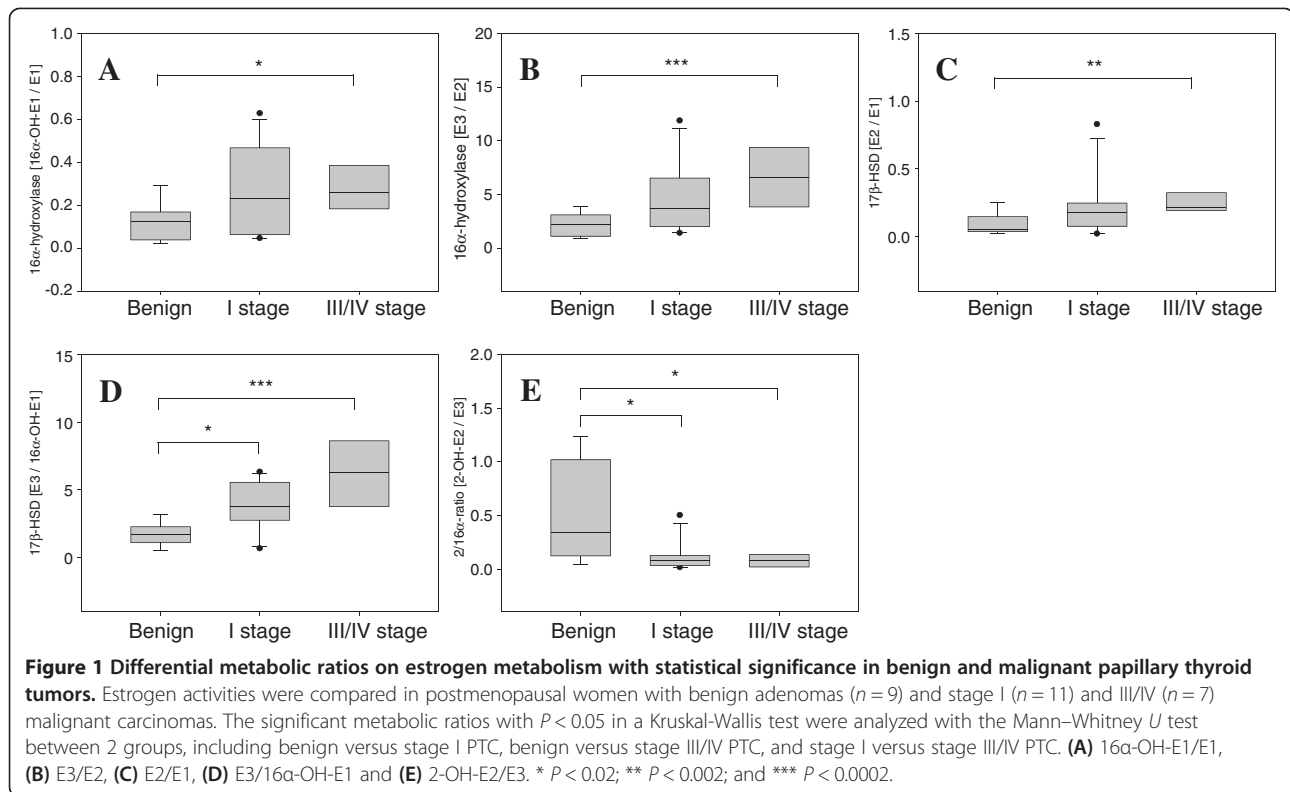 A
16α-hydroxylase [16α-OH-E1 / E1]
1.0
0.8
0.6
0.4
0.2
0.0
-0.2
*
Benign I stage III/IV stage
B
16α-hydroxylase [E3 / E2]
20
15
10
5
0
***
Benign I stage III/IV stage
C
17β-HSD [E2 / E1]
1.5
1.0
0.5
0.0
**
Benign I stage III/IV stage
D
17β-HSD [E3 / 16α-OH-E1]
15
10
5
0
***
*
Benign I stage III/IV stage
E
2/16α-ratio [2-OH-E2 / E3]
2.0
1.5
1.0
0.5
0.0
*
*
Benign I stage III/IV stage
Figure 1 Differential metabolic ratios on estrogen metabolism with statistical significance in benign and malignant papillary thyroid
tumors. Estrogen activities were compared in postmenopausal women with benign adenomas (n = 9) and stage I (n = 11) and III/IV (n = 7)
malignant carcinomas. The significant metabolic ratios with P < 0.05 in a Kruskal-Wallis test were analyzed with the Mann–Whitney U test
between 2 groups, including benign versus stage I PTC, benign versus stage III/IV PTC, and stage I versus stage III/IV PTC. (A) 16α-OH-E1/E1,
(B) E3/E2, (C) E2/E1, (D) E3/16α-OH-E1 and (E) 2-OH-E2/E3. * P < 0.02; ** P < 0.002; and *** P < 0.0002.